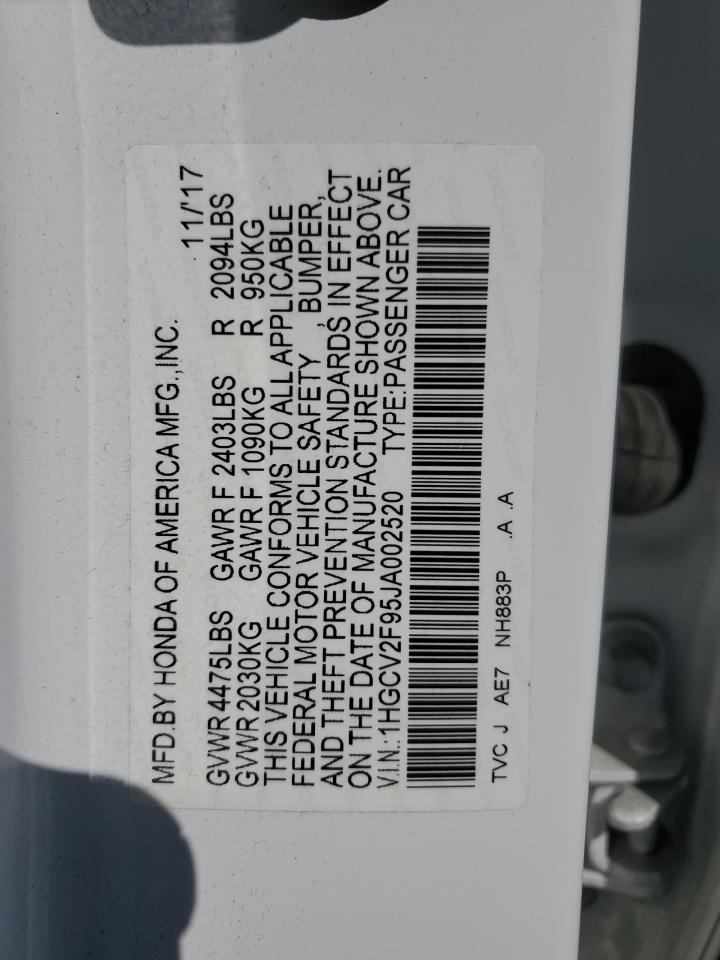 MFD.BY HONDA OF AMERICA MFG.,INC. 11/'17
GVWR 4475LBS GAWR F 2403LBS R 2094LBS
GVWR 2030KG GAWR F 1090KG R 950KG
THIS VEHICLE CONFORMS TO ALL APPLICABLE
FEDERAL MOTOR VEHICLE SAFETY , BUMPER,
AND THEFT PREVENTION STANDARDS, IN EFFECT
ON THE DATE OF MANUFACTURE SHOWN ABOVE.
V.I.N.:1HGCV2F95JA002520 TYPE:PASSENGER CAR
TVC J AE7 NH883P .A .A